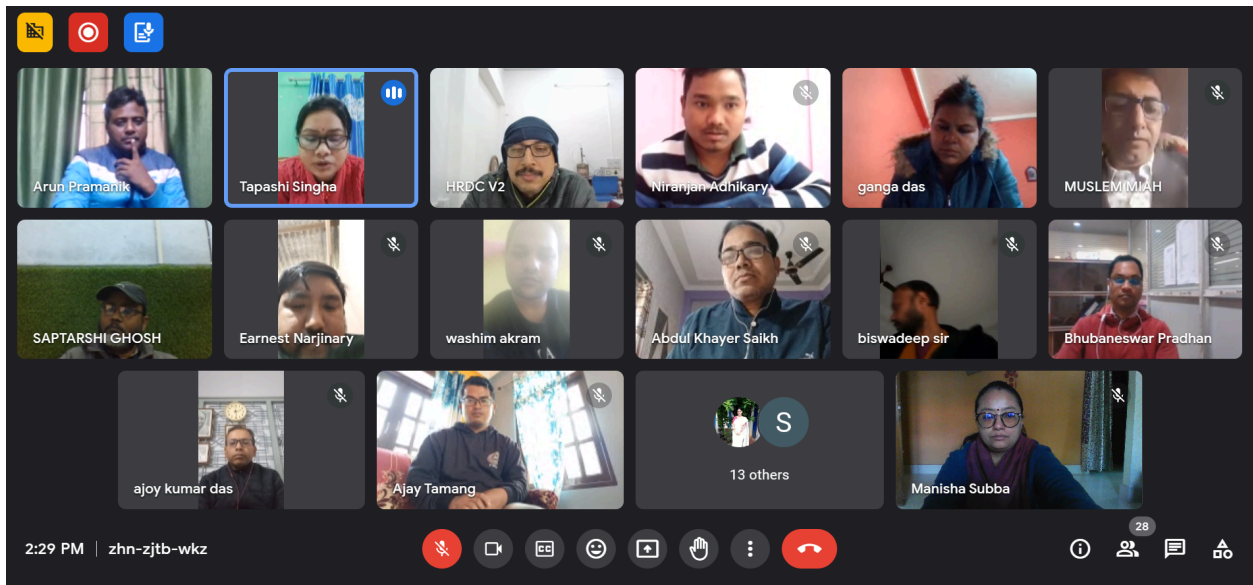 Arun Pramanik
Tapashi Singha
HRDC V2
Niranjan Adhikary
ganga das
MUSLEM MIAH
SAPTARSHI GHOSH
Earnest Narjinary
washim akram
Abdul Khayer Saikh
biswadeep sir
Bhubaneswar Pradhan
ajoy kumar das
Ajay Tamang
S
13 others
Manisha Subba
2:29 PM | zhn-zjtb-wkz
CC
28